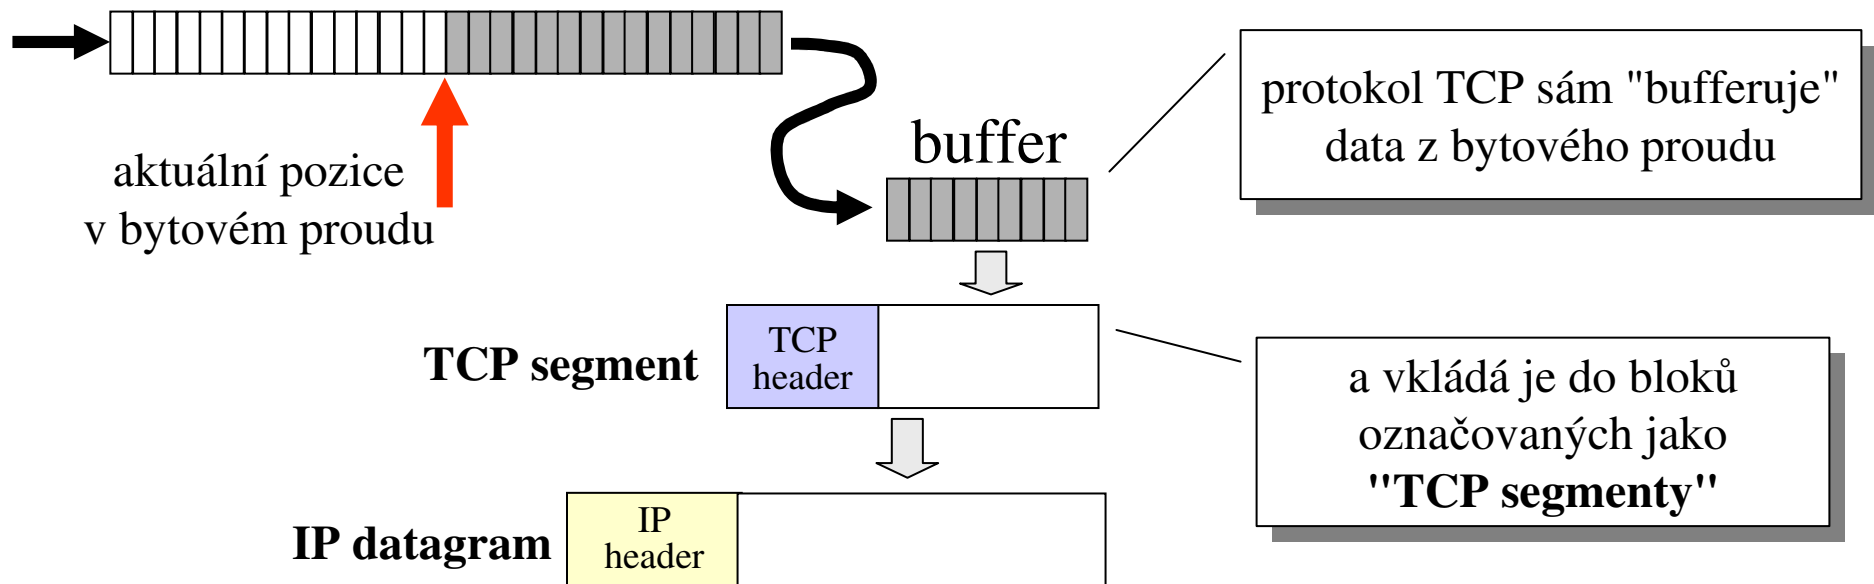 protokol TCP sám "bufferuje"
data z bytového proudu
buffer
aktuální pozice
v bytovém proudu
TCP segment
TCP
header
a vkládá je do bloků
označovaných jako
"TCP segmenty"
IP datagram
IP
header